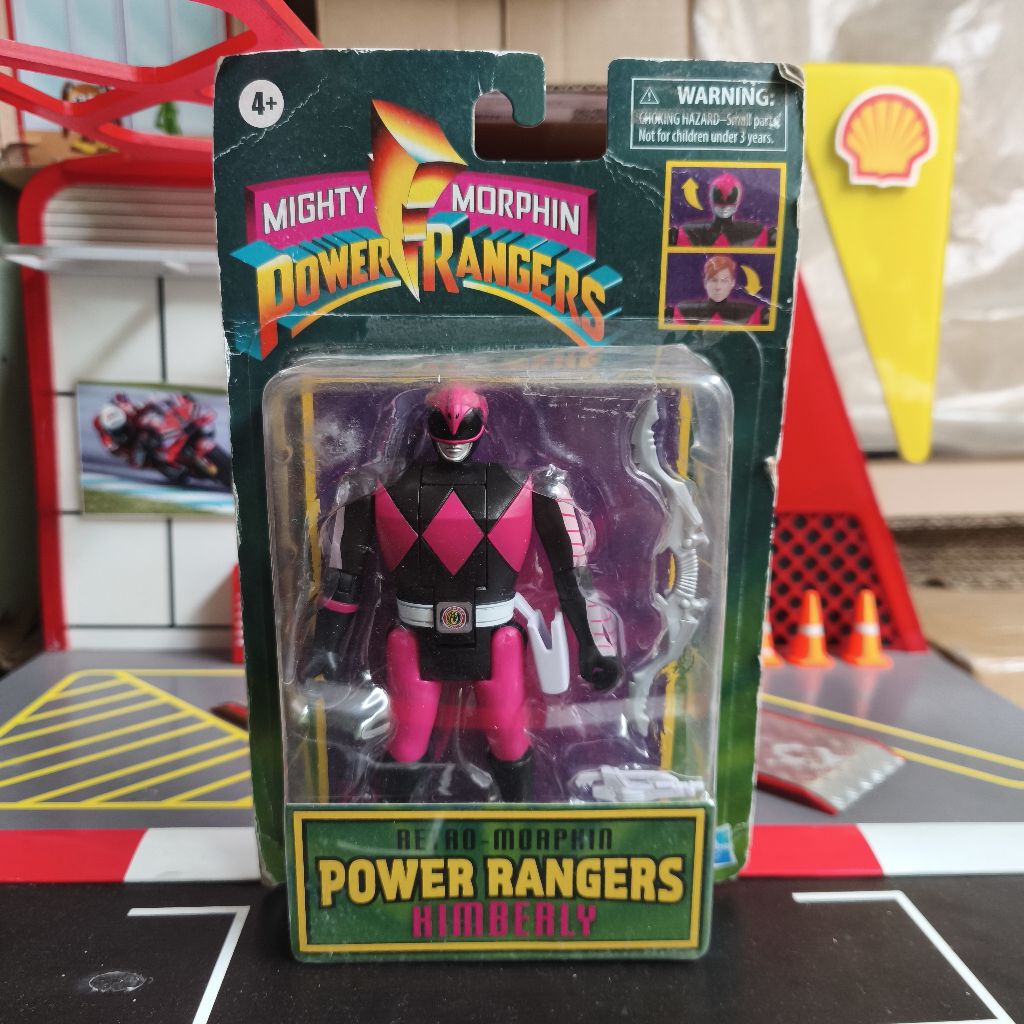 4+
WARNING:
CHOKING HAZARD–Small parts.
Not for children under 3 years.
MIGHTY MORPHIN
POWER RANGERS
RETRO-MORPHIN
POWER RANGERS
KIMBERLY